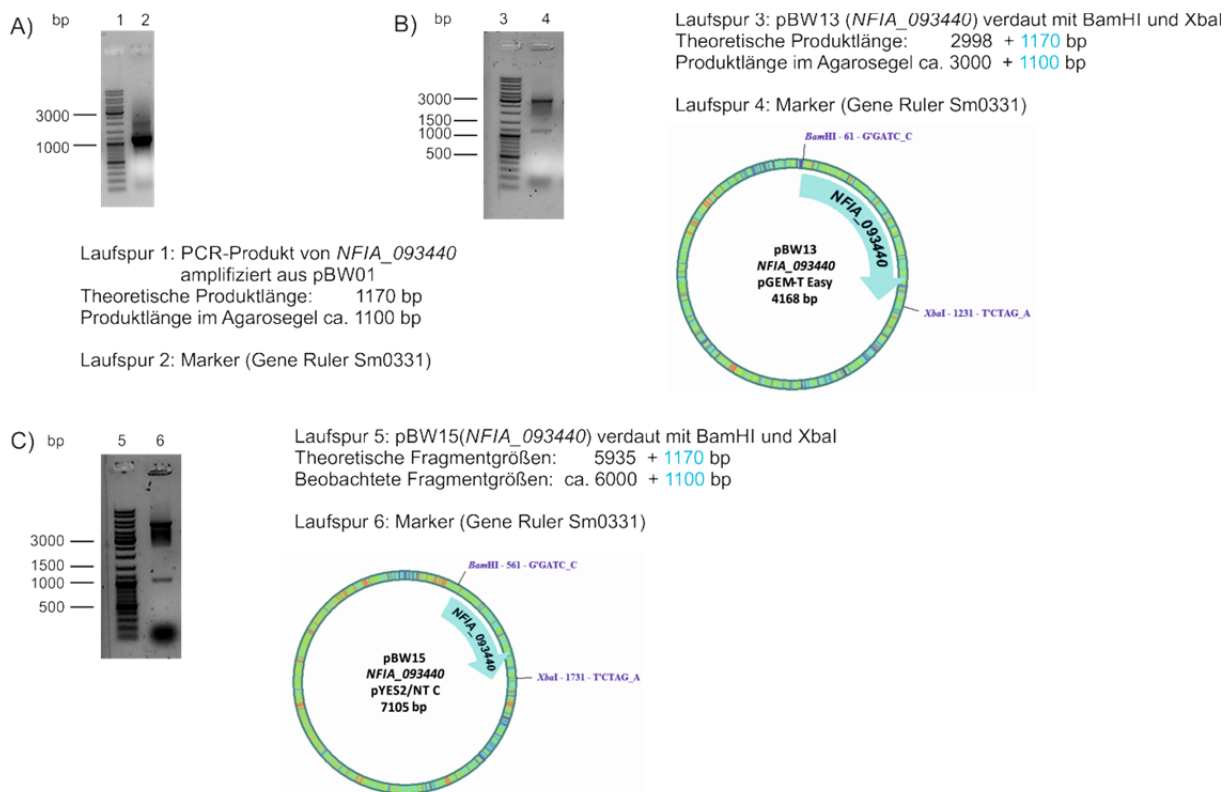 A)
bp
1
2
3000
1000
Laufspur 1: PCR-Produkt von NFIA_093440
amplifiziert aus pBW01
Theoretische Produktlänge: 1170 bp
Produktlänge im Agarosegel ca. 1100 bp
Laufspur 2: Marker (Gene Ruler Sm0331)
B)
bp
3
4
3000
1500
1000
500
Laufspur 3: pBW13 (NFIA_093440) verdaut mit BamHI und XbaI
Theoretische Produktlänge: 2998 + 1170 bp
Produktlänge im Agarosegel ca. 3000 + 1100 bp
Laufspur 4: Marker (Gene Ruler Sm0331)
BamHI - 61 - G'GATC_C
NFIA_093440
pBW13
NFIA_093440
pGEM-T Easy
4168 bp
XbaI - 1231 - T'CTAG_A
C)
bp
5
6
3000
1500
1000
500
Laufspur 5: pBW15(NFIA_093440) verdaut mit BamHI und XbaI
Theoretische Fragmentgrößen: 5935 + 1170 bp
Beobachtete Fragmentgrößen: ca. 6000 + 1100 bp
Laufspur 6: Marker (Gene Ruler Sm0331)
BamHI - 561 - G'GATC_C
NFIA_093440
pBW15
NFIA_093440
pYES2/NT C
7105 bp
XbaI - 1731 - T'CTAG_A